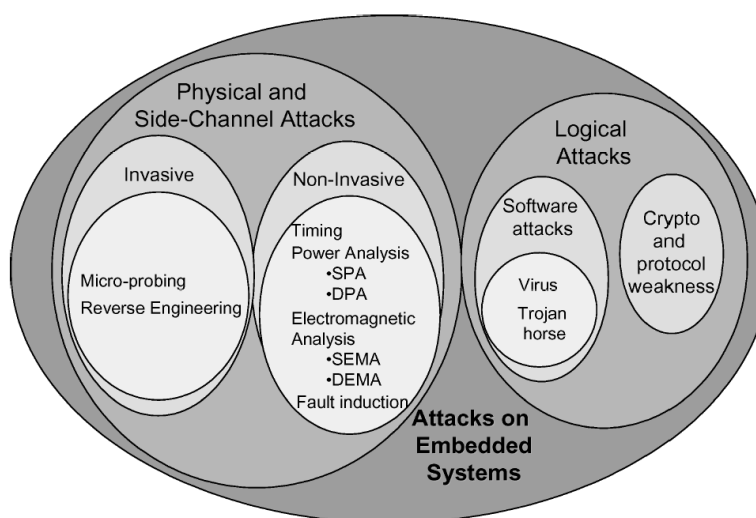 Physical and
Side-Channel Attacks
Invasive
Micro-probing
Reverse Engineering
Non-Invasive
Timing
Power Analysis
•SPA
•DPA
Electromagnetic
Analysis
•SEMA
•DEMA
Fault induction
Logical
Attacks
Software
attacks
Virus
Trojan
horse
Crypto
and
protocol
weakness
Attacks on
Embedded
Systems